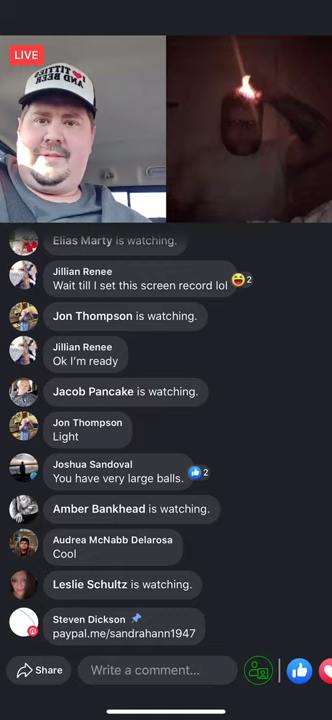 LIVE
I ❤ TITTIES
AND BEER
Elias Marty is watching.
Jillian Renee
Wait till I set this screen record lol
2
Jon Thompson is watching.
Jillian Renee
Ok I'm ready
Jacob Pancake is watching.
Jon Thompson
Light
Joshua Sandoval
You have very large balls.
2
Amber Bankhead is watching.
Audrea McNabb Delarosa
Cool
Leslie Schultz is watching.
Steven Dickson
paypal.me/sandrahann1947
Share
Write a comment...